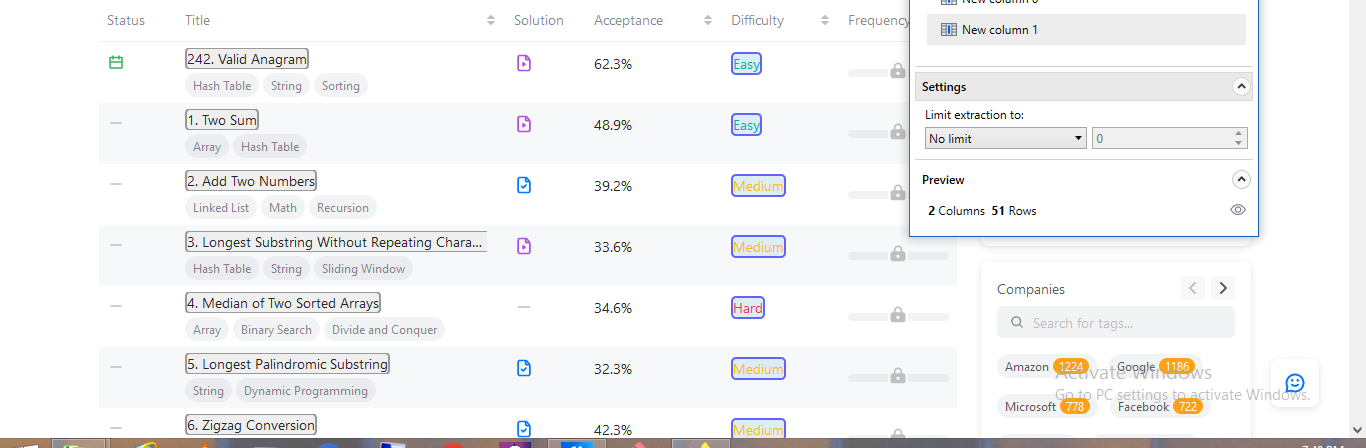 New column 0
Status Title Solution Acceptance Difficulty Frequency
New column 1
242. Valid Anagram 62.3% Easy
Hash Table String Sorting
Settings
Limit extraction to:
No limit 0
1. Two Sum 48.9% Easy
Array Hash Table
Preview
2 Columns 51 Rows
2. Add Two Numbers 39.2% Medium
Linked List Math Recursion
3. Longest Substring Without Repeating Chara... 33.6% Medium
Hash Table String Sliding Window
4. Median of Two Sorted Arrays 34.6% Hard
Array Binary Search Divide and Conquer
5. Longest Palindromic Substring 32.3% Medium
String Dynamic Programming
6. Zigzag Conversion 42.3% Medium
Companies
Search for tags...
Amazon 1224 Google 1186
Microsoft 778 Facebook 722
Activate Windows
Go to PC settings to activate Windows.